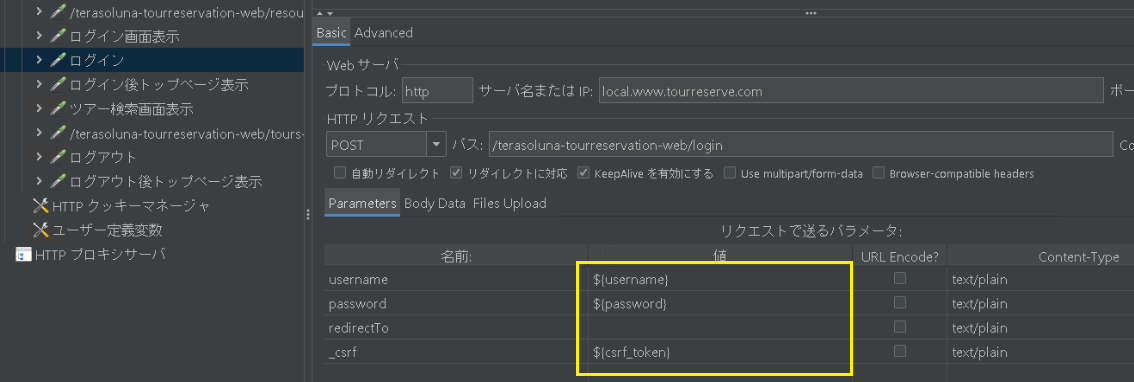 /terasoluna-tourreservation-web/resou
ログイン画面表示
ログイン
ログイン後トップページ表示
ツアー検索画面表示
/terasoluna-tourreservation-web/tours-
ログアウト
ログアウト後トップページ表示
HTTP クッキーマネージャ
ユーザー定義変数
HTTP プロキシサーバ
Basic Advanced
Web サーバ
プロトコル: http サーバ名または IP: local.www.tourreserve.com ポー
HTTP リクエスト
POST パス: /terasoluna-tourreservation-web/login Co
自動リダイレクト リダイレクトに対応 KeepAlive を有効にする Use multipart/form-data Browser-compatible headers
Parameters Body Data Files Upload
リクエストで送るパラメータ:
名前: 値 URL Encode? Content-Type
username ${username} text/plain
password ${password} text/plain
redirectTo text/plain
_csrf ${csrf_token} text/plain